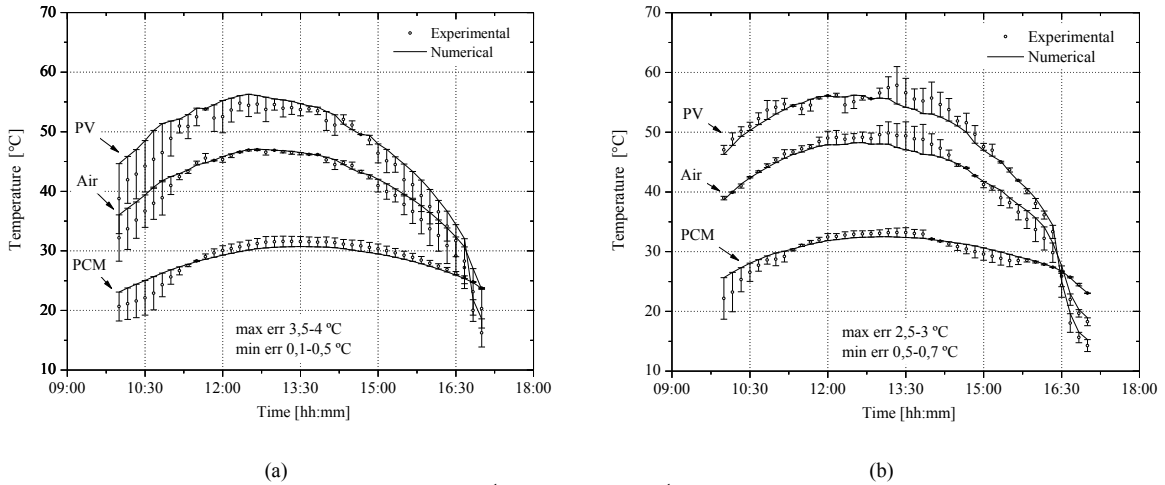 70
60
50
40
30
20
10
Temperature [°C]
Experimental
Numerical
PV
Air
PCM
max err 3,5-4 ºC
min err 0,1-0,5 ºC
09:00 10:30 12:00 13:30 15:00 16:30 18:00
Time [hh:mm]
(a)
70
60
50
40
30
20
10
Temperature [°C]
Experimental
Numerical
PV
Air
PCM
max err 2,5-3 ºC
min err 0,5-0,7 ºC
09:00 10:30 12:00 13:30 15:00 16:30 18:00
Time [hh:mm]
(b)